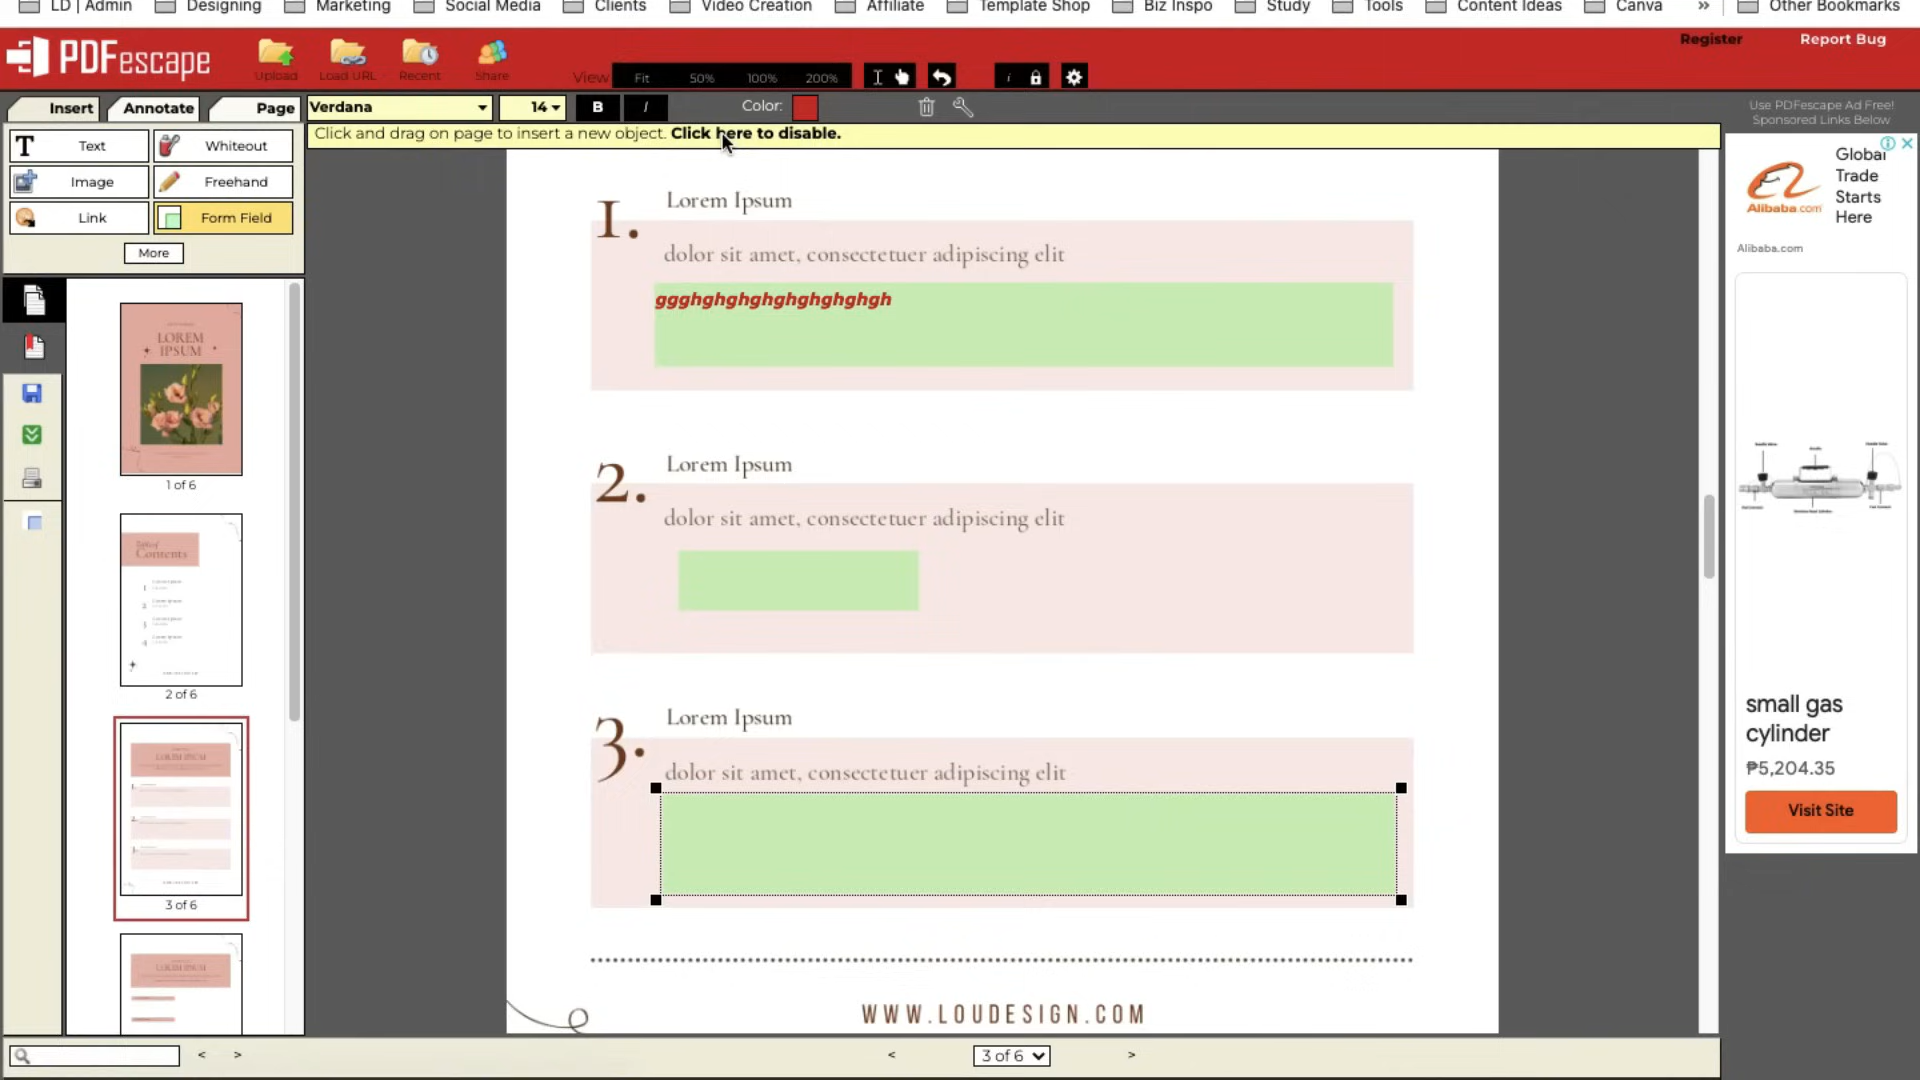 LD | Admin
Designing
Marketing
Social Media
Clients
Video Creation
Affiliate
Template Shop
Biz Inspo
Study
Tools
Content Ideas
Canva
»
Other Bookmarks
PDFescape
Upload
Load URL
Recent
Share
View
Fit
50%
100%
200%
Register
Report Bug
Insert
Annotate
Page
Verdana
14
B
I
Color:
Use PDFescape Ad Free!
Sponsored Links Below
Click and drag on page to insert a new object. Click here to disable.
T Text
Whiteout
Image
Freehand
Link
Form Field
More
LOREM
IPSUM
1 of 6
Contents
2 of 6
LOREM IPSUM
3 of 6
LOREM IPSUM
1.
Lorem Ipsum
dolor sit amet, consectetuer adipiscing elit
ggghghghghghghghghgh
2.
Lorem Ipsum
dolor sit amet, consectetuer adipiscing elit
3.
Lorem Ipsum
dolor sit amet, consectetuer adipiscing elit
WWW.LOUDESIGN.COM
Alibaba.com
Global
Trade
Starts
Here
Alibaba.com
small gas
cylinder
₱5,204.35
Visit Site
< >
< 3 of 6 >